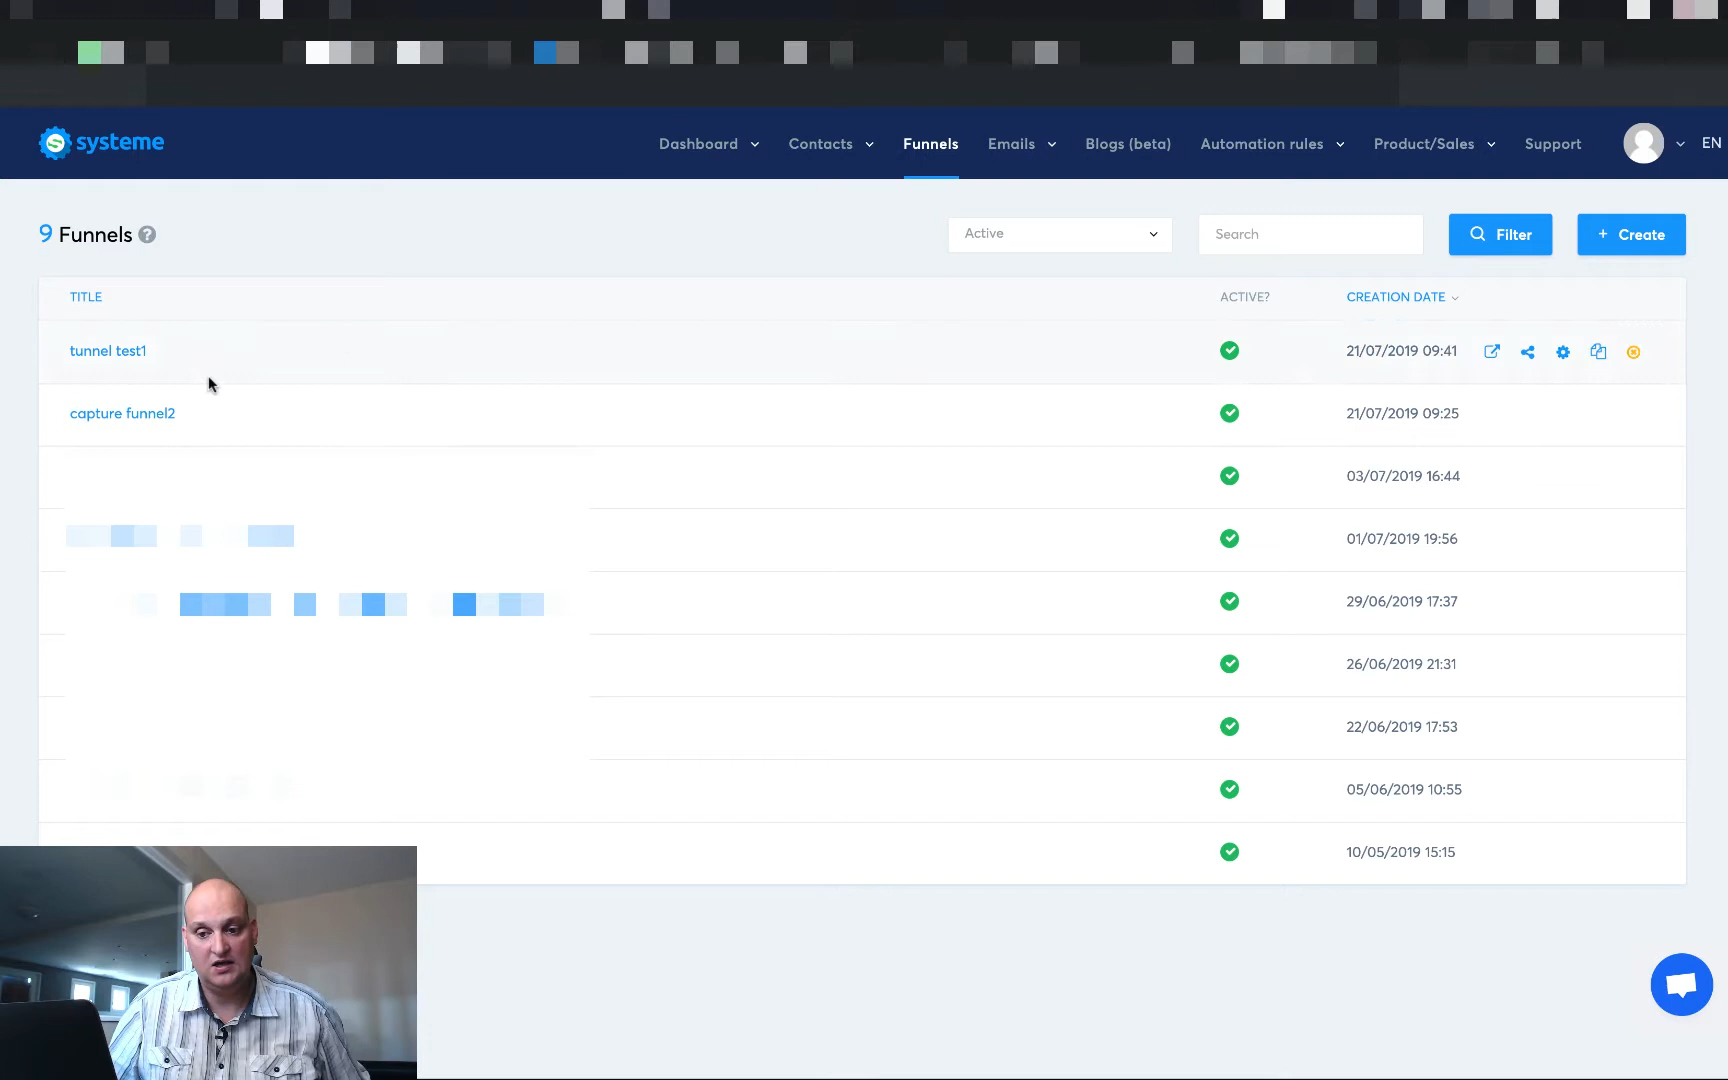 systeme
Dashboard Contacts Funnels Emails Blogs (beta) Automation rules Product/Sales Support EN
9 Funnels ?
Active Search Filter + Create
TITLE ACTIVE? CREATION DATE
tunnel test1 21/07/2019 09:41
capture funnel2 21/07/2019 09:25
03/07/2019 16:44
01/07/2019 19:56
29/06/2019 17:37
26/06/2019 21:31
22/06/2019 17:53
05/06/2019 10:55
10/05/2019 15:15